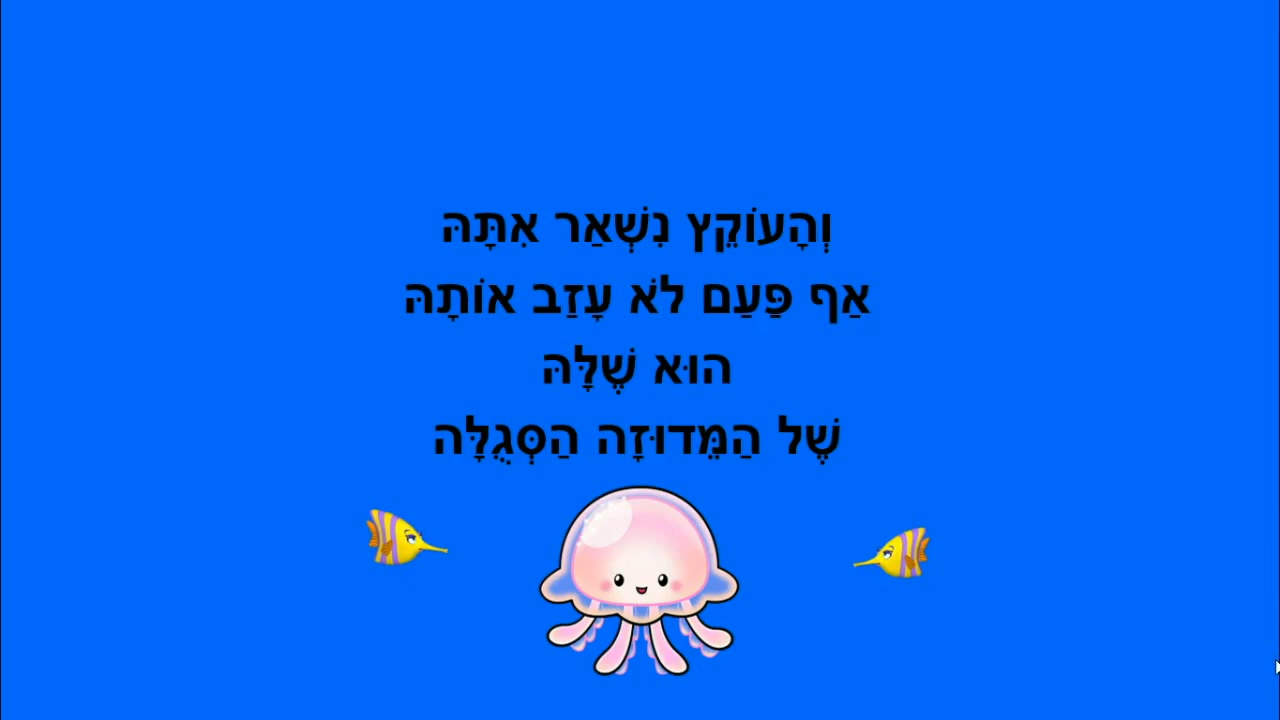 וְהָעוֹקֵץ נִשְׁאַר אִתָּהּ
אַף פַּעַם לֹא עָזַב אוֹתָהּ
הוּא שֶׁלָּהּ
שֶׁל הַמֵּדוּזָה הַסְּגֻלָּה